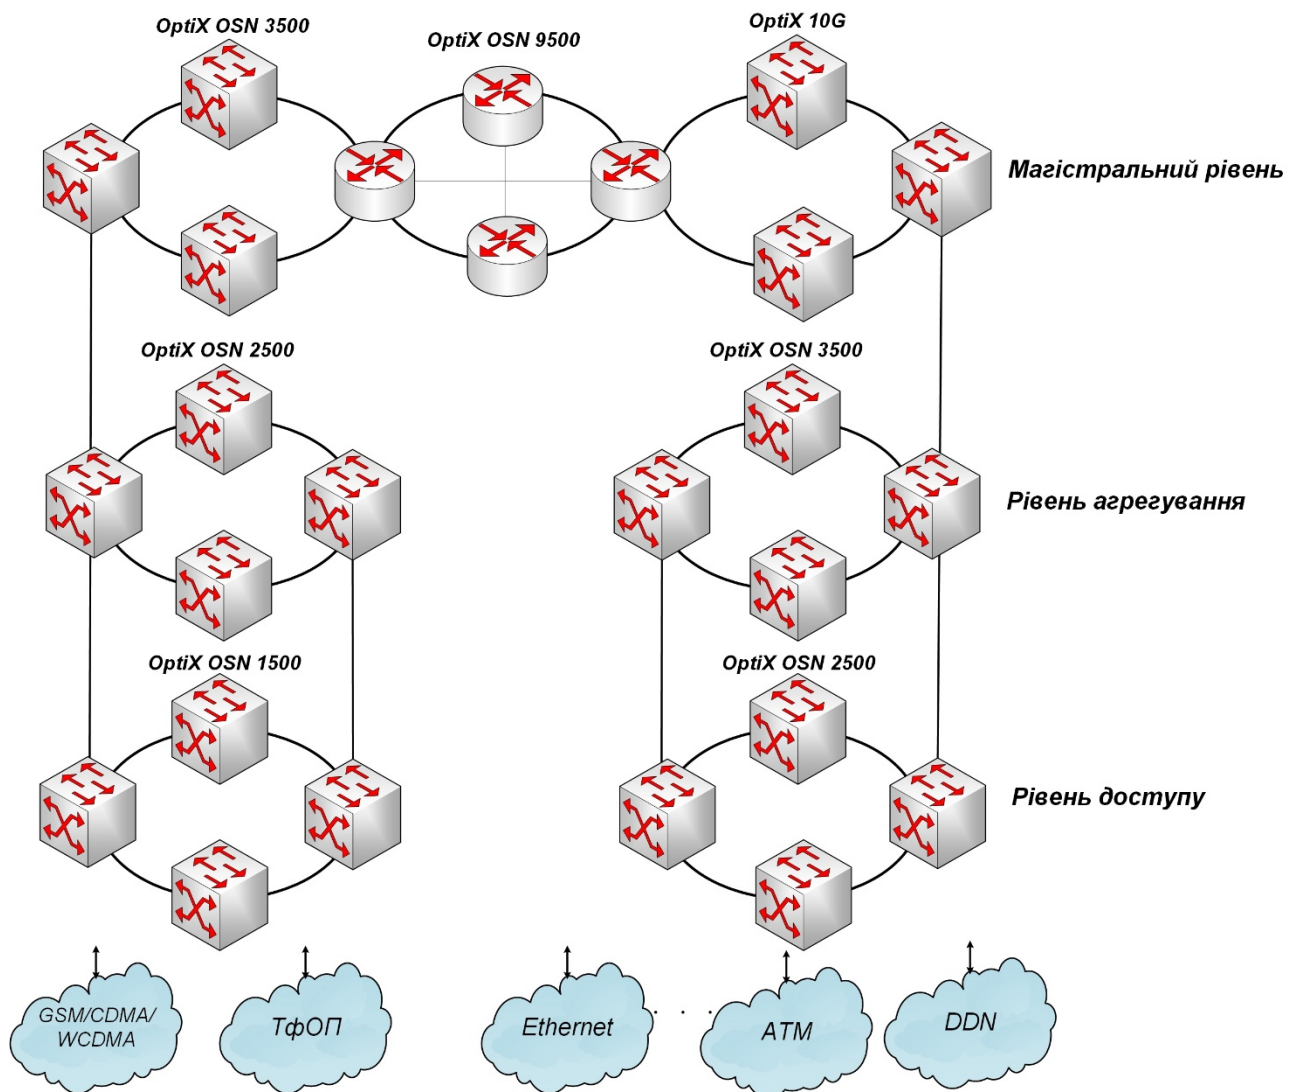 OptiX OSN 3500
OptiX OSN 9500
OptiX 10G
Магістральний рівень
OptiX OSN 2500
OptiX OSN 3500
Рівень агрегування
OptiX OSN 1500
OptiX OSN 2500
Рівень доступу
GSM/CDMA/
WCDMA
ТфОП
Ethernet
. . .
ATM
DDN